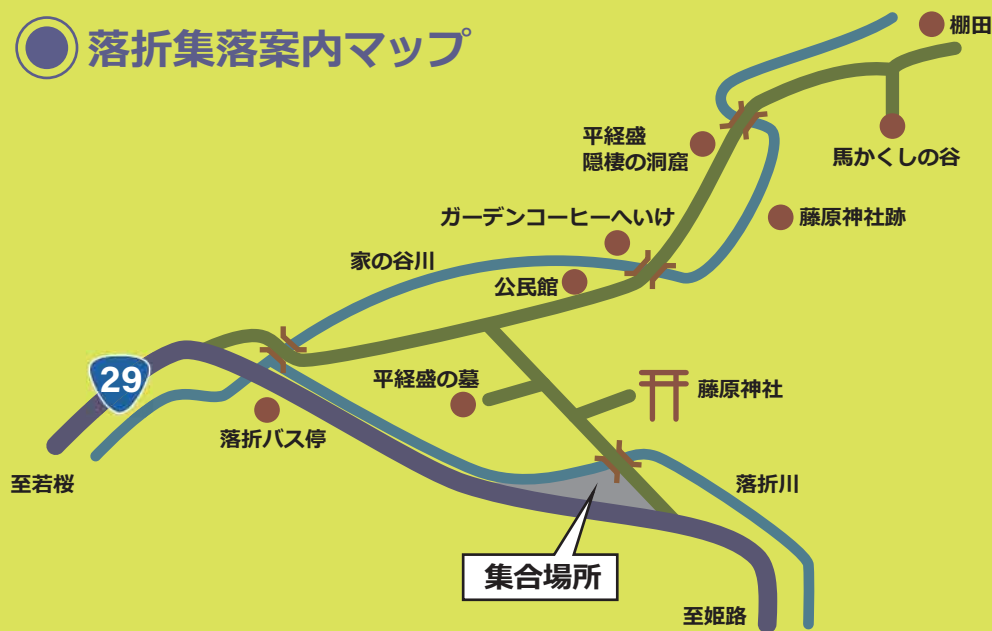 落折集落案内マップ
棚田
平経盛
隠棲の洞窟
馬かくしの谷
ガーデンコーヒーへいけ
藤原神社跡
家の谷川
公民館
29
平経盛の墓
藤原神社
落折バス停
至若桜
落折川
集合場所
至姫路